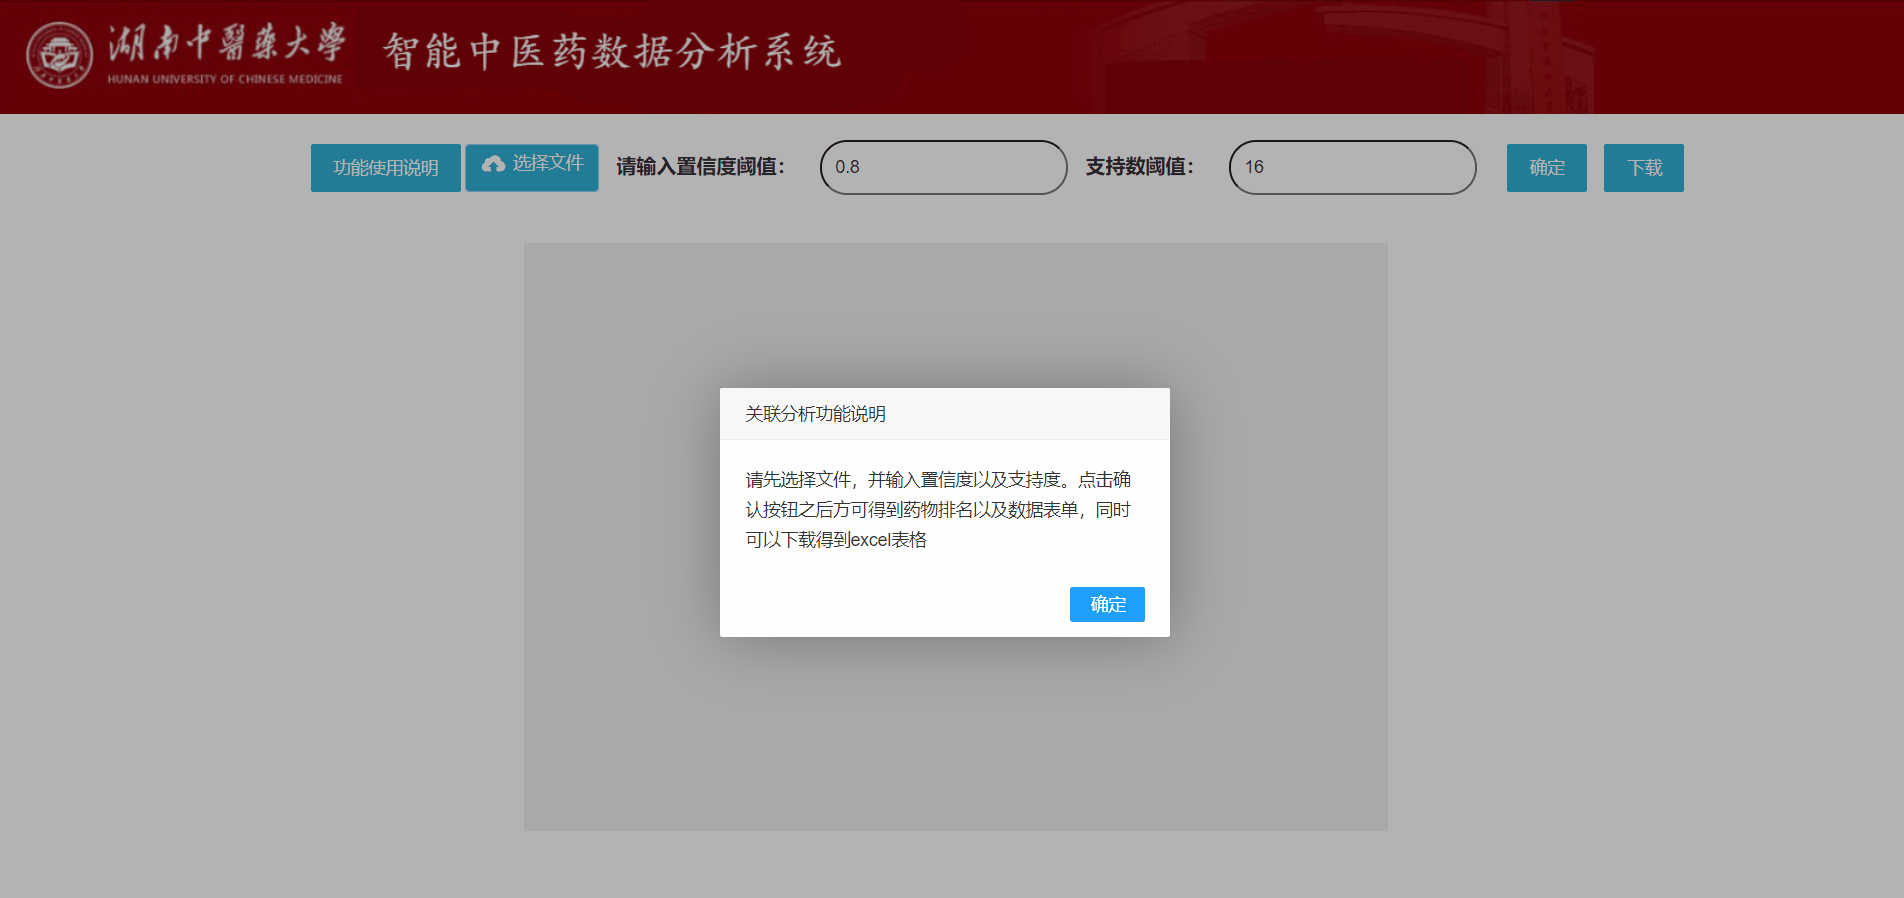 湖南中醫藥大學
HUNAN UNIVERSITY OF CHINESE MEDICINE
智能中医药数据分析系统
功能使用说明
选择文件
请输入置信度阈值：
0.8
支持数阈值：
16
确定
下载
关联分析功能说明
请先选择文件，并输入置信度以及支持度。点击确
认按钮之后方可得到药物排名以及数据表单，同时
可以下载得到excel表格
确定